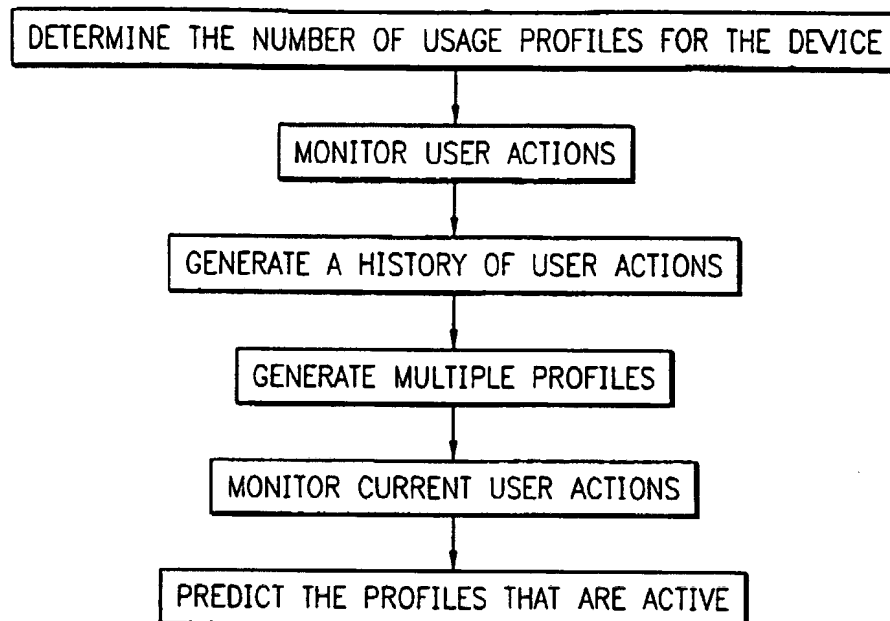 DETERMINE THE NUMBER OF USAGE PROFILES FOR THE DEVICE
MONITOR USER ACTIONS
GENERATE A HISTORY OF USER ACTIONS
GENERATE MULTIPLE PROFILES
MONITOR CURRENT USER ACTIONS
PREDICT THE PROFILES THAT ARE ACTIVE